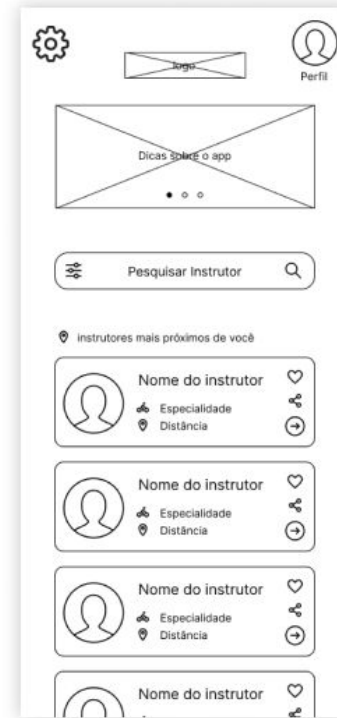 logo
Perfil
Dicas sobre o app
Pesquisar Instrutor
instrutores mais próximos de você
Nome do instrutor
Especialidade
Distância
Nome do instrutor
Especialidade
Distância
Nome do instrutor
Especialidade
Distância
Nome do instrutor